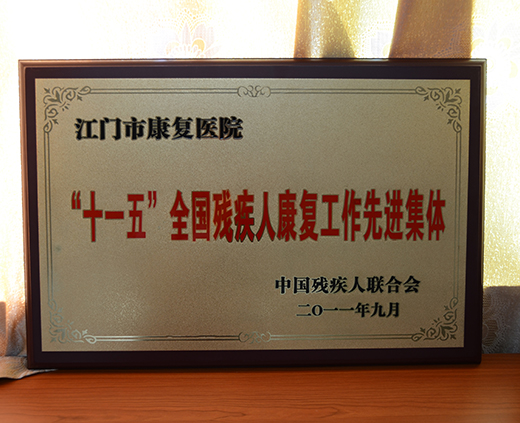 江门市康复医院
“十一五”全国残疾人康复工作先进集体
中国残疾人联合会
二〇一一年九月